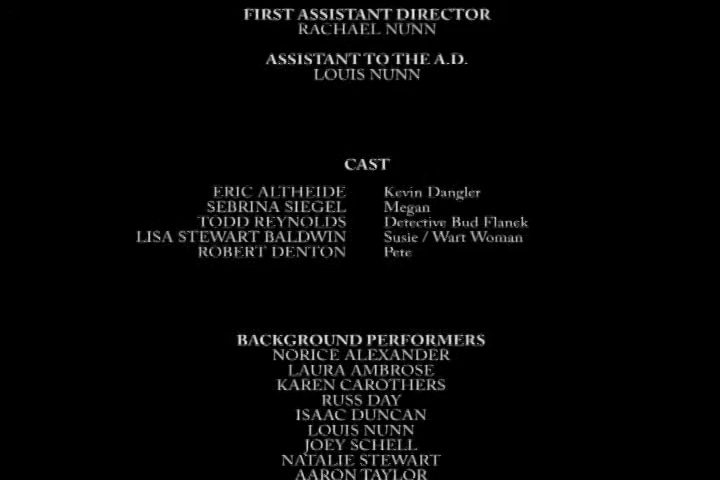 FIRST ASSISTANT DIRECTOR
RACHAEL NUNN
ASSISTANT TO THE A.D.
LOUIS NUNN
CAST
ERIC ALTHEIDE Kevin Dangler
SEBRINA SIEGEL Megan
TODD REYNOLDS Detective Bud Flanek
LISA STEWART BALDWIN Susie / Wart Woman
ROBERT DENTON Pete
BACKGROUND PERFORMERS
NORICE ALEXANDER
LAURA AMBROSE
KAREN CAROTHERS
RUSS DAY
ISAAC DUNCAN
LOUIS NUNN
JOEY SCHELL
NATALIE STEWART
AARON TAYLOR